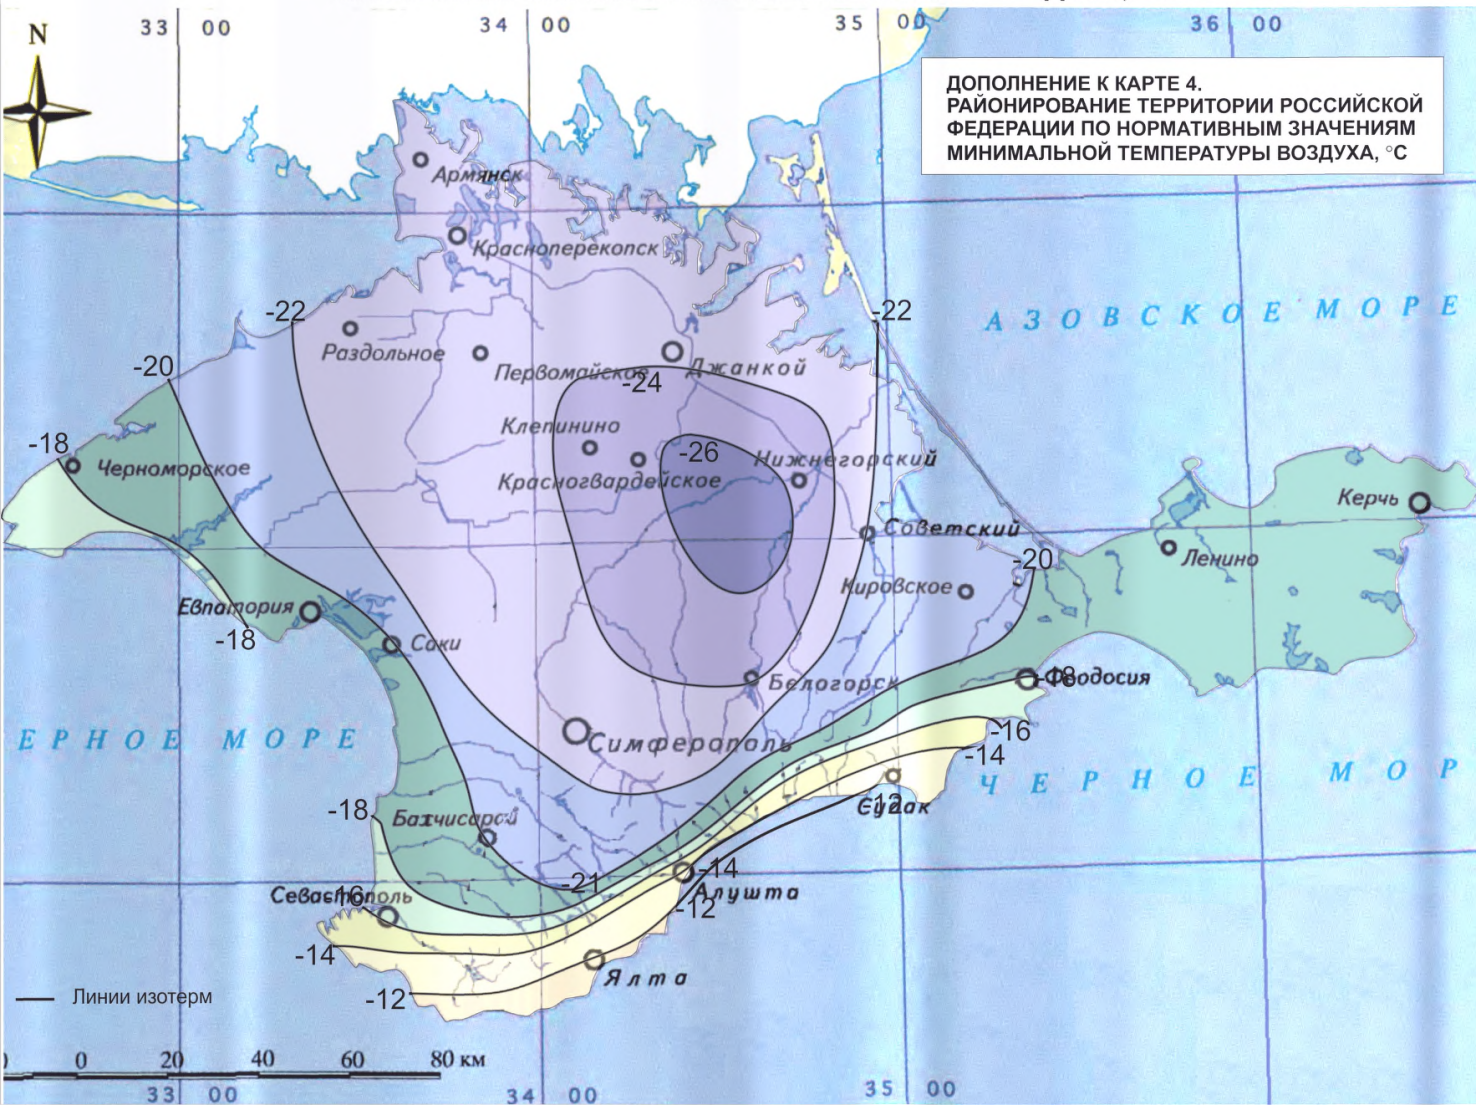 33 00
34 00
35 00
36 00
N
ДОПОЛНЕНИЕ К КАРТЕ 4.
РАЙОНИРОВАНИЕ ТЕРРИТОРИИ РОССИЙСКОЙ
ФЕДЕРАЦИИ ПО НОРМАТИВНЫМ ЗНАЧЕНИЯМ
МИНИМАЛЬНОЙ ТЕМПЕРАТУРЫ ВОЗДУХА, °С
Армянск
Красноперекопск
-22
-22
АЗОВСКОЕ МОРЕ
Раздольное
Первомайское
Джанкой
-20
-24
Клепинино
-18
Черноморское
-26
Нижнегорский
Красногвардейское
Керчь
Советский
Ленино
-20
Кировское
Евпатория
-18
Саки
Белогорск
-18
Феодосия
ЕРНОЕ МОРЕ
Симферополь
-16
-14
ЧЕРНОЕ МОР
-18
Бахчисарай
-12
Судак
-14
-21
Севастополь
-16
Алушта
-12
-14
Ялта
-12
Линии изотерм
0 20 40 60 80 км
33 00
34 00
35 00